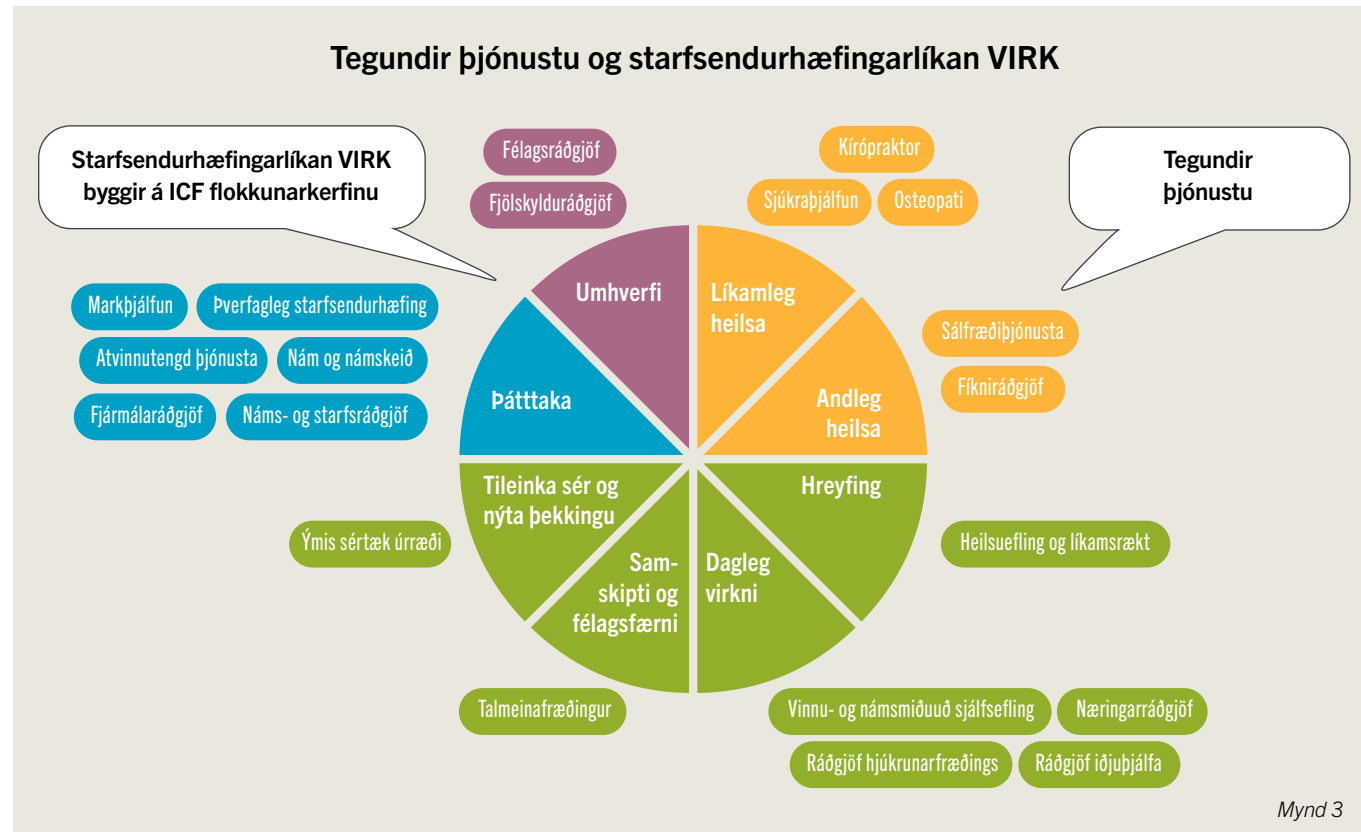 Tegundir þjónustu og starfsendurhæfingarlíkan VIRK
Starfsendurhæfingarlíkan VIRK
byggir á ICF flokkunarkerfinu
Félagsráðgjöf
Fjölskylduráðgjöf
Kírópraktor
Sjúkraþjálfun
Osteopati
Tegundir
þjónustu
Markþjálfun
Þverfagleg starfsendurhæfing
Atvinnutengd þjónusta
Nám og námskeið
Fjármálaráðgjöf
Náms- og starfsráðgjöf
Umhverfi
Líkamleg
heilsa
Sálfræðiþjónusta
Fíkniráðgjöf
Þátttaka
Andleg
heilsa
Tileinka sér og
nýta þekkingu
Hreyfing
Ýmis sértæk úrræði
Heilsuefling og líkamsrækt
Sam-
skipti og
félagsfærni
Dagleg
virkni
Talmeinafræðingur
Vinnu- og námsmiðuuð sjálfsefling
Næringarráðgjöf
Ráðgjöf hjúkrunarfræðings
Ráðgjöf iðjuþjálfa
Mynd 3